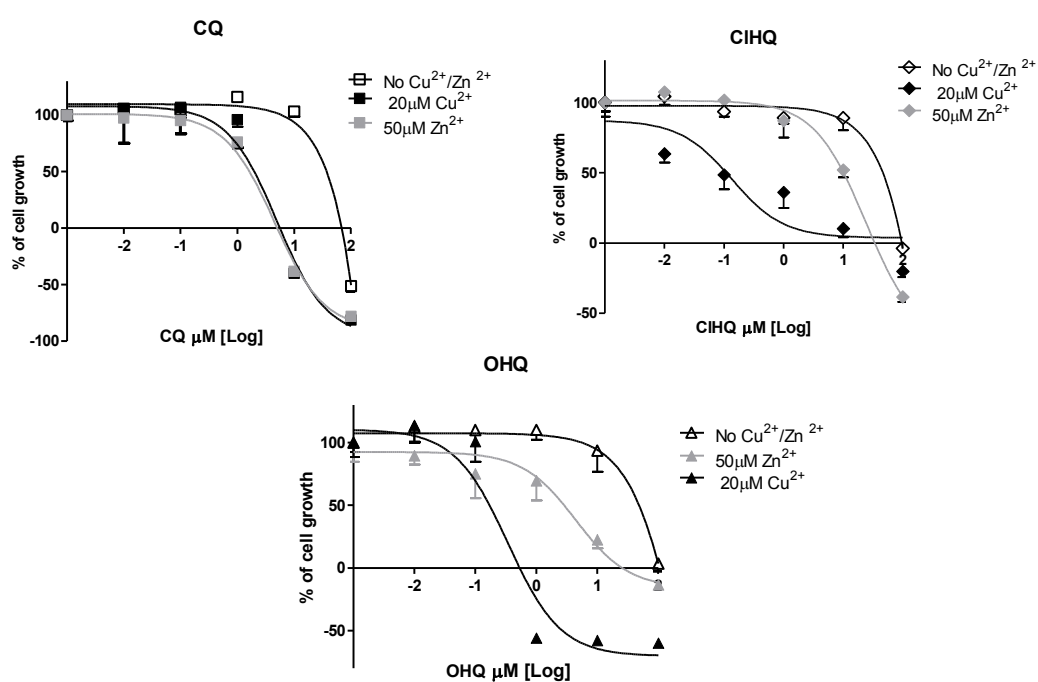 CQ
No Cu²⁺/Zn ²⁺
20μM Cu²⁺
50μM Zn²⁺
% of cell growth
100
50
0
-50
-100
-2
-1
0
1
2
CQ μM [Log]
ClHQ
No Cu²⁺/Zn ²⁺
20μM Cu²⁺
50μM Zn²⁺
% of cell growth
100
50
0
-50
-2
-1
0
1
2
ClHQ μM [Log]
OHQ
No Cu²⁺/Zn ²⁺
50μM Zn²⁺
20μM Cu²⁺
% of cell growth
100
50
0
-50
-2
-1
0
1
2
OHQ μM [Log]